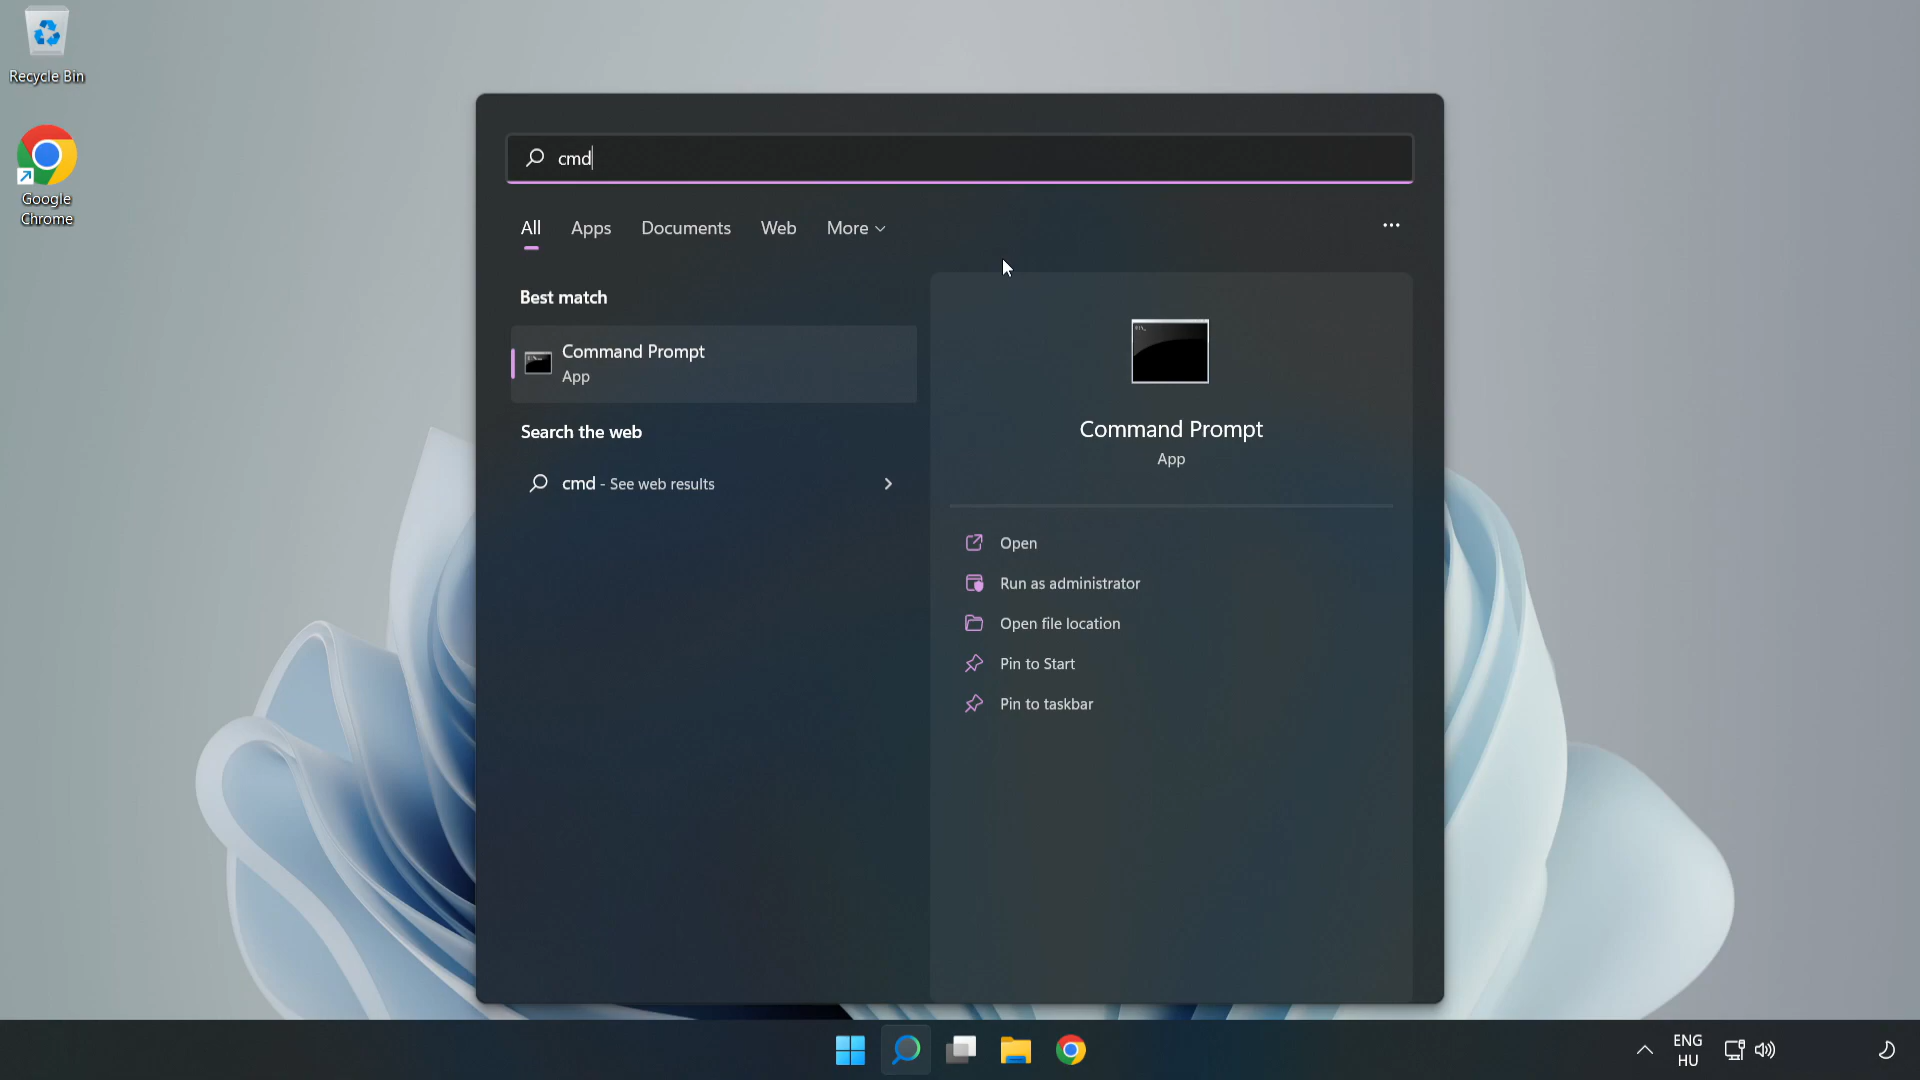 Recycle Bin
Google
Chrome
cmd
All Apps Documents Web More
Best match
Command Prompt
App
Search the web
cmd - See web results
Command Prompt
App
Open
Run as administrator
Open file location
Pin to Start
Pin to taskbar
ENG
HU